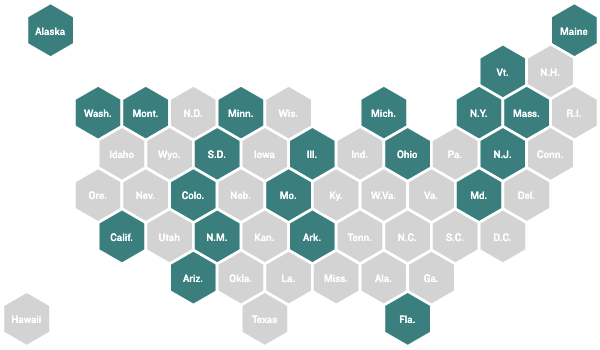 Alaska
Maine
Vt.
N.H.
Wash.
Mont.
N.D.
Minn.
Wis.
Mich.
N.Y.
Mass.
R.I.
Idaho
Wyo.
S.D.
Iowa
Ill.
Ind.
Ohio
Pa.
N.J.
Conn.
Ore.
Nev.
Colo.
Neb.
Mo.
Ky.
W.Va.
Va.
Md.
Del.
Calif.
Utah
N.M.
Kan.
Ark.
Tenn.
N.C.
S.C.
D.C.
Ariz.
Okla.
La.
Miss.
Ala.
Ga.
Hawaii
Texas
Fla.